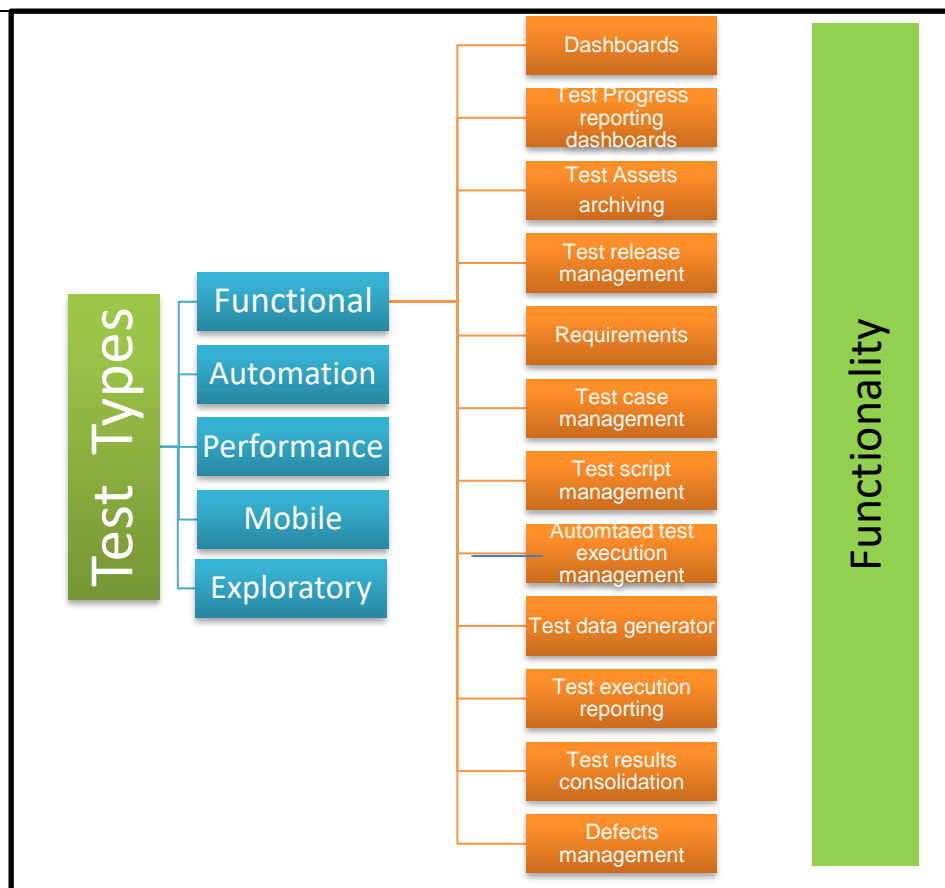 Test Types
Functional
Automation
Performance
Mobile
Exploratory
Dashboards
Test Progress
reporting
dashboards
Test Assets
archiving
Test release
management
Requirements
Test case
management
Test script
management
Automtaed test
execution
management
Test data generator
Test execution
reporting
Test results
consolidation
Defects
management
Functionality